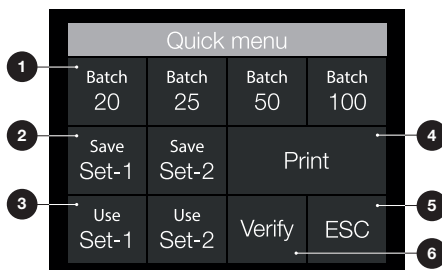 Quick menu
1
Batch Batch Batch Batch
20 25 50 100
2
Save Save
Set-1 Set-2
Print
4
3
Use Use
Set-1 Set-2
Verify
ESC
5
6